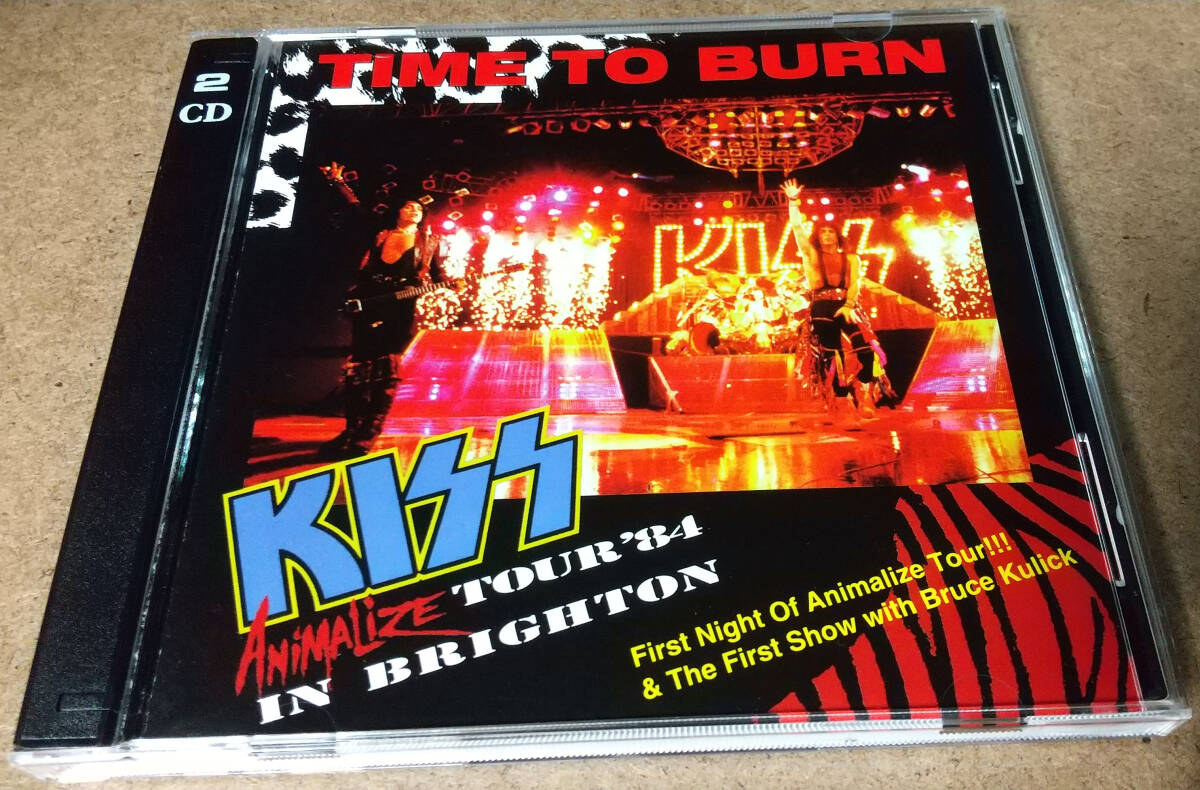 2
CD
TIME TO BURN
KISS
KISS
ANIMALIZE TOUR'84
IN BRIGHTON
First Night Of Animalize Tour!!!
& The First Show with Bruce Kulick